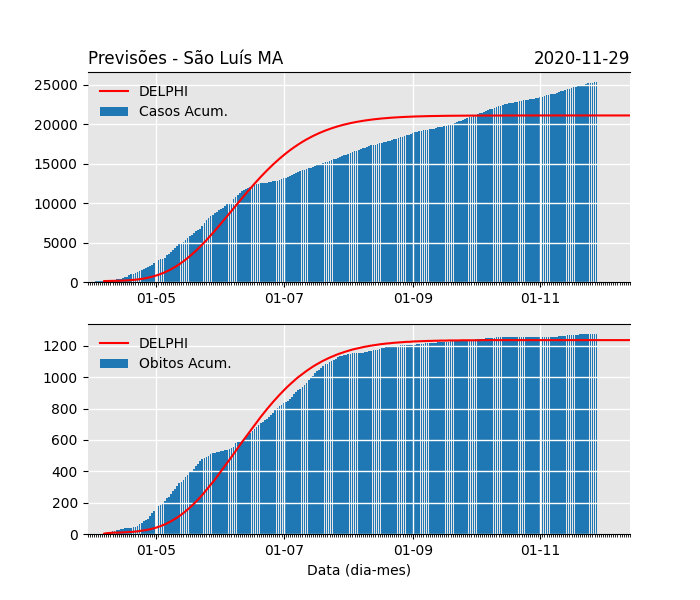 Previsões - São Luís MA 2020-11-29
25000
20000
15000
10000
5000
0
DELPHI
Casos Acum.
01-05 01-07 01-09 01-11
1200
1000
800
600
400
200
0
DELPHI
Obitos Acum.
01-05 01-07 01-09 01-11
Data (dia-mes)